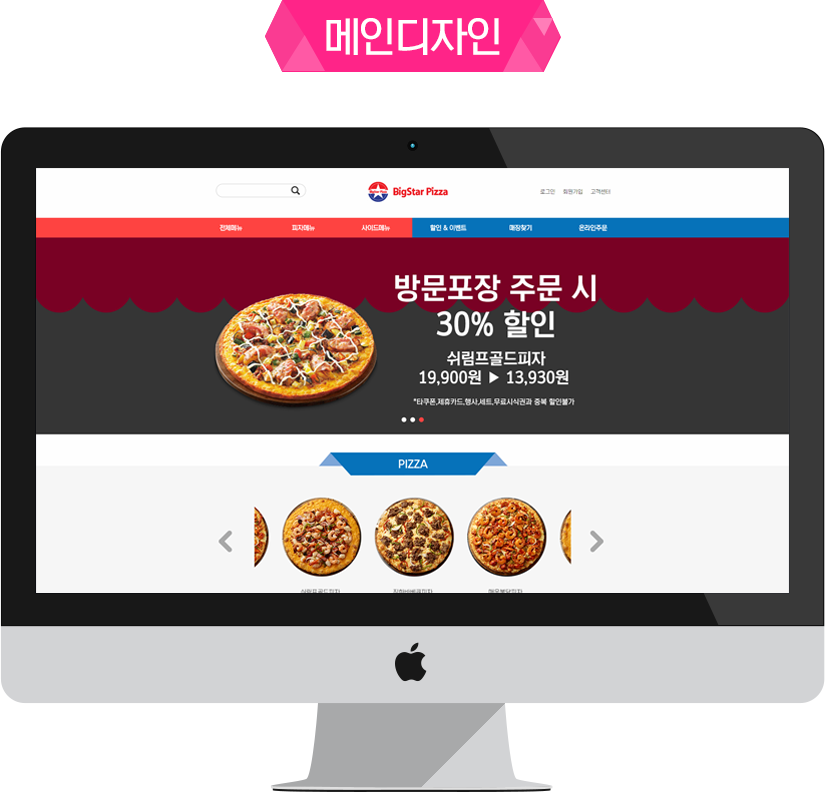 메인디자인
BigStar Pizza
로그인 회원가입 고객센터
전체메뉴 피자메뉴 사이드메뉴 할인 & 이벤트 매장찾기 온라인주문
방문포장 주문 시
30% 할인
쉬림프골드피자
19,900원 ▶ 13,930원
*타쿠폰,제휴카드,행사,세트,무료시식권과 중복 할인불가
PIZZA
쉬림프골드피자